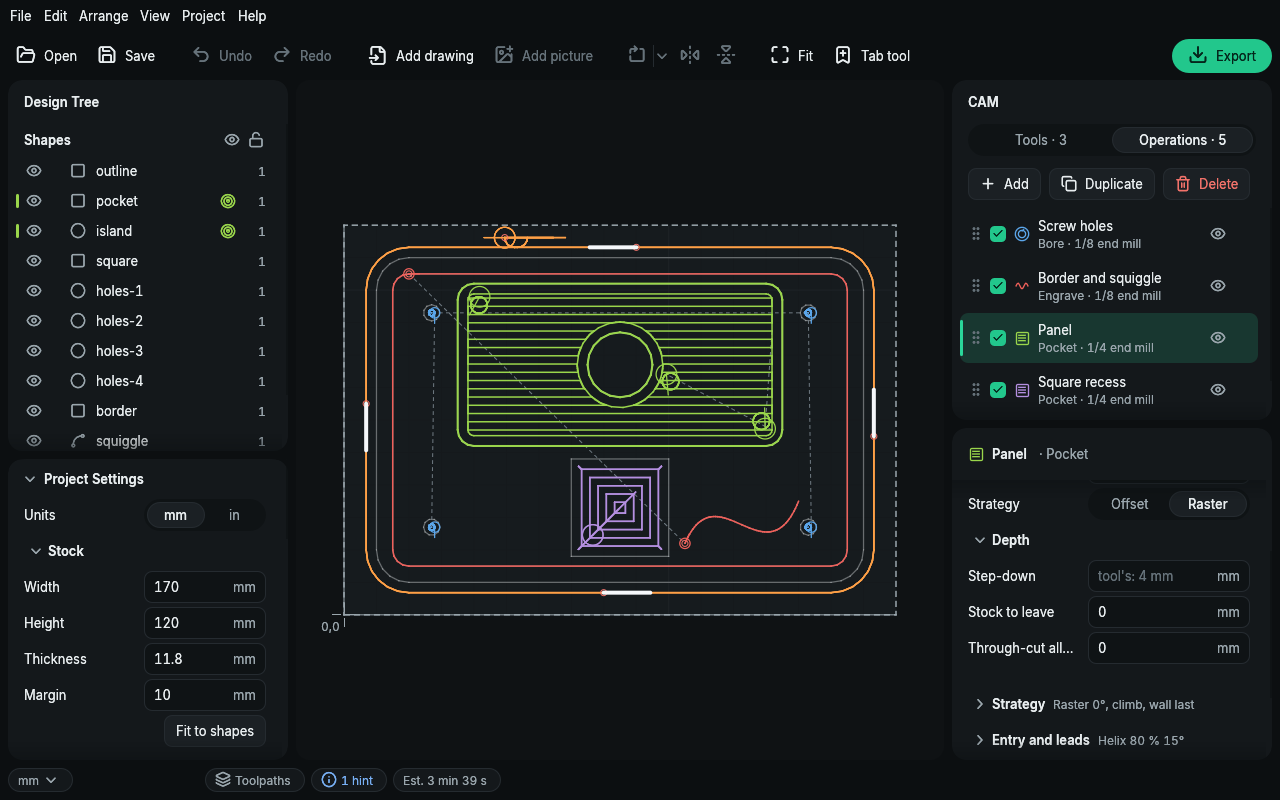 File Edit Arrange View Project Help
Open Save Undo Redo Add drawing Add picture Fit Tab tool Export
Design Tree
Shapes
outline 1
pocket 1
island 1
square 1
holes-1 1
holes-2 1
holes-3 1
holes-4 1
border 1
squiggle 1
Project Settings
Units mm in
Stock
Width 170 mm
Height 120 mm
Thickness 11.8 mm
Margin 10 mm
Fit to shapes
0,0
CAM
Tools · 3 Operations · 5
Add Duplicate Delete
Screw holes
Bore · 1/8 end mill
Border and squiggle
Engrave · 1/8 end mill
Panel
Pocket · 1/4 end mill
Square recess
Pocket · 1/4 end mill
Panel · Pocket
Strategy Offset Raster
Depth
Step-down tool's: 4 mm mm
Stock to leave 0 mm
Through-cut all... 0 mm
Strategy Raster 0°, climb, wall last
Entry and leads Helix 80 % 15°
mm Toolpaths 1 hint Est. 3 min 39 s